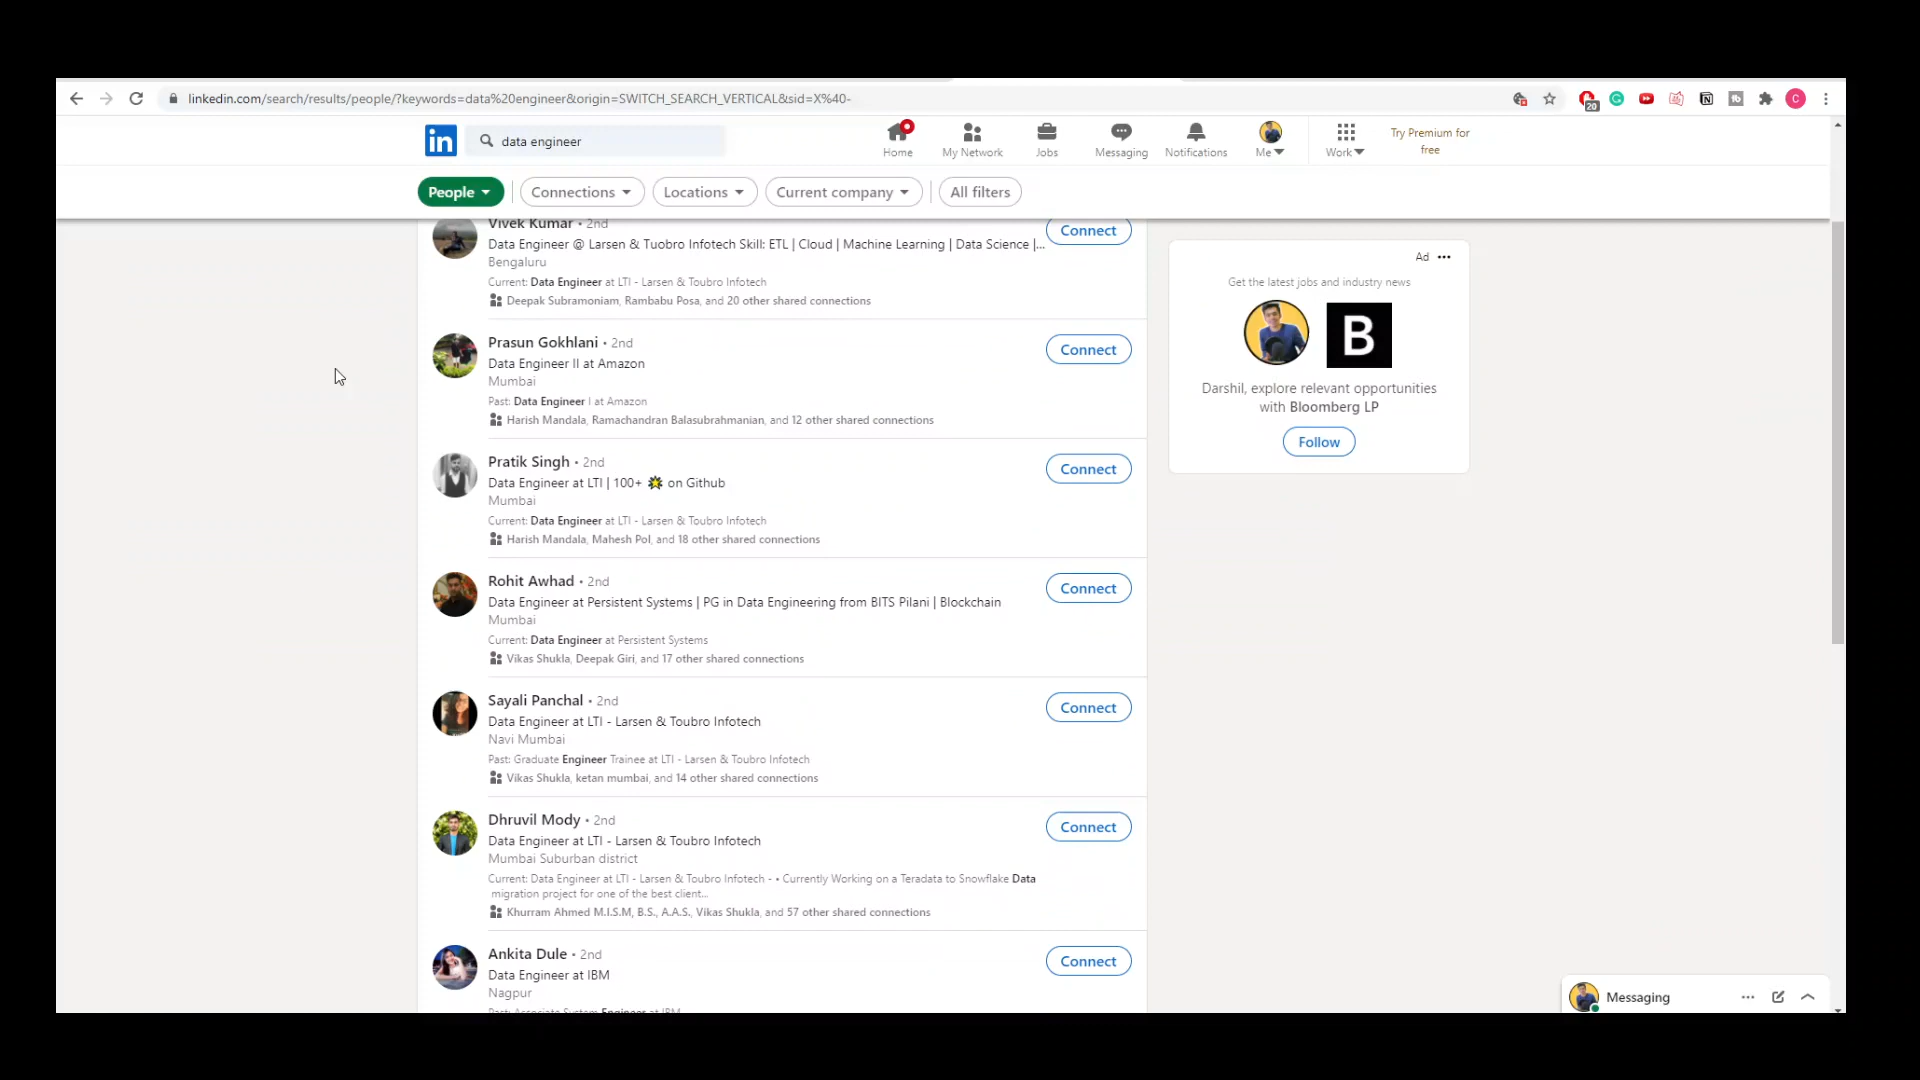 linkedin.com/search/results/people/?keywords=data%20engineer&origin=SWITCH_SEARCH_VERTICAL&sid=X%40-
20
C
in
data engineer
Home
My Network
Jobs
Messaging
Notifications
Me
Work
Try Premium for
free
People
Connections
Locations
Current company
All filters
Vivek Kumar • 2nd
Data Engineer @ Larsen & Tuobro Infotech Skill: ETL | Cloud | Machine Learning | Data Science |...
Bengaluru
Current: Data Engineer at LTI - Larsen & Toubro Infotech
Deepak Subramoniam, Rambabu Posa, and 20 other shared connections
Connect
Prasun Gokhlani • 2nd
Data Engineer II at Amazon
Mumbai
Past: Data Engineer I at Amazon
Harish Mandala, Ramachandran Balasubrahmanian, and 12 other shared connections
Connect
Pratik Singh • 2nd
Data Engineer at LTI | 100+ 🌟 on Github
Mumbai
Current: Data Engineer at LTI - Larsen & Toubro Infotech
Harish Mandala, Mahesh Pol, and 18 other shared connections
Connect
Rohit Awhad • 2nd
Data Engineer at Persistent Systems | PG in Data Engineering from BITS Pilani | Blockchain
Mumbai
Current: Data Engineer at Persistent Systems
Vikas Shukla, Deepak Giri, and 17 other shared connections
Connect
Sayali Panchal • 2nd
Data Engineer at LTI - Larsen & Toubro Infotech
Navi Mumbai
Past: Graduate Engineer Trainee at LTI - Larsen & Toubro Infotech
Vikas Shukla, ketan mumbai, and 14 other shared connections
Connect
Dhruvil Mody • 2nd
Data Engineer at LTI - Larsen & Toubro Infotech
Mumbai Suburban district
Current: Data Engineer at LTI - Larsen & Toubro Infotech - • Currently Working on a Teradata to Snowflake Data
migration project for one of the best client...
Khurram Ahmed M.I.S.M, B.S., A.A.S., Vikas Shukla, and 57 other shared connections
Connect
Ankita Dule • 2nd
Data Engineer at IBM
Nagpur
Past: Associate System Engineer at IBM
Connect
Ad
Get the latest jobs and industry news
B
Darshil, explore relevant opportunities
with Bloomberg LP
Follow
Messaging